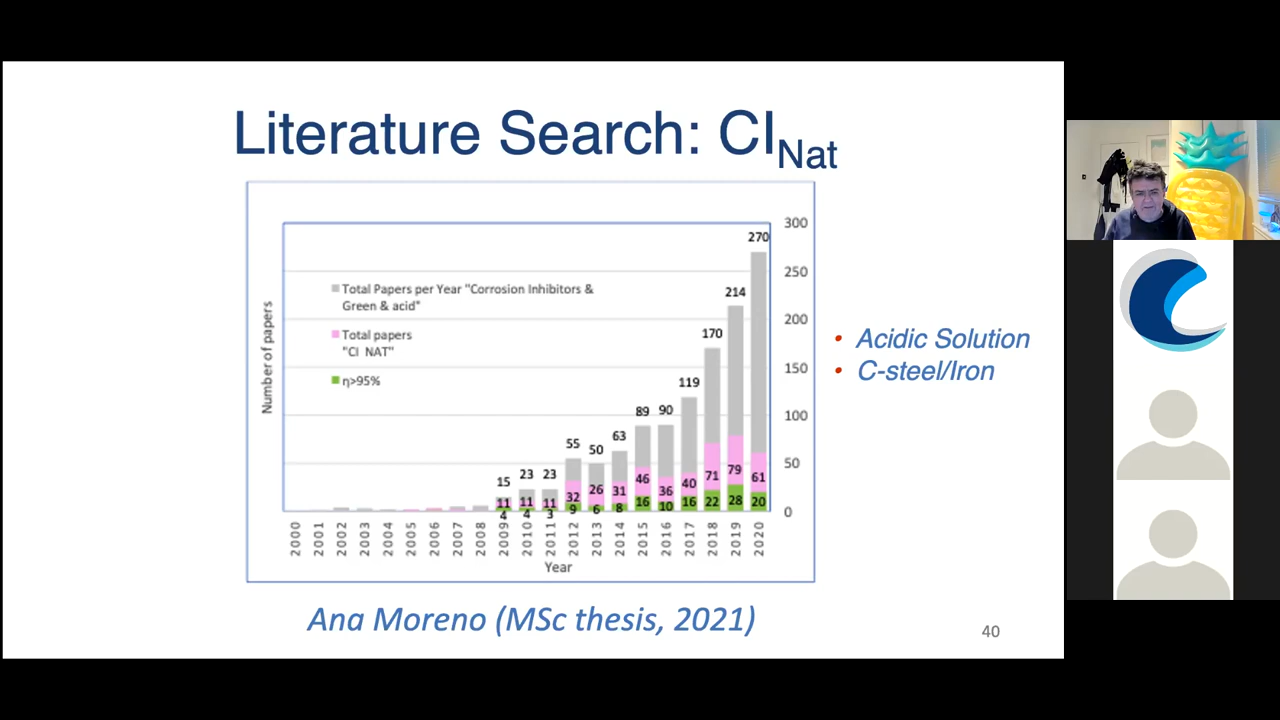 Literature Search: CINat
300
270
250
Total Papers per Year "Corrosion Inhibitors &
Green & acid"
214
200
Total papers
"CI NAT"
170
150
η>95%
119
100
89
90
63
55
50
50
23
23
15
0
11 11 11 32 26 31 46 36 40 71 79 61
4 4 3 9 6 8 16 10 16 22 28 20
Number of papers
2000 2001 2002 2003 2004 2005 2006 2007 2008 2009 2010 2011 2012 2013 2014 2015 2016 2017 2018 2019 2020
Year
• Acidic Solution
• C-steel/Iron
Ana Moreno (MSc thesis, 2021)
40